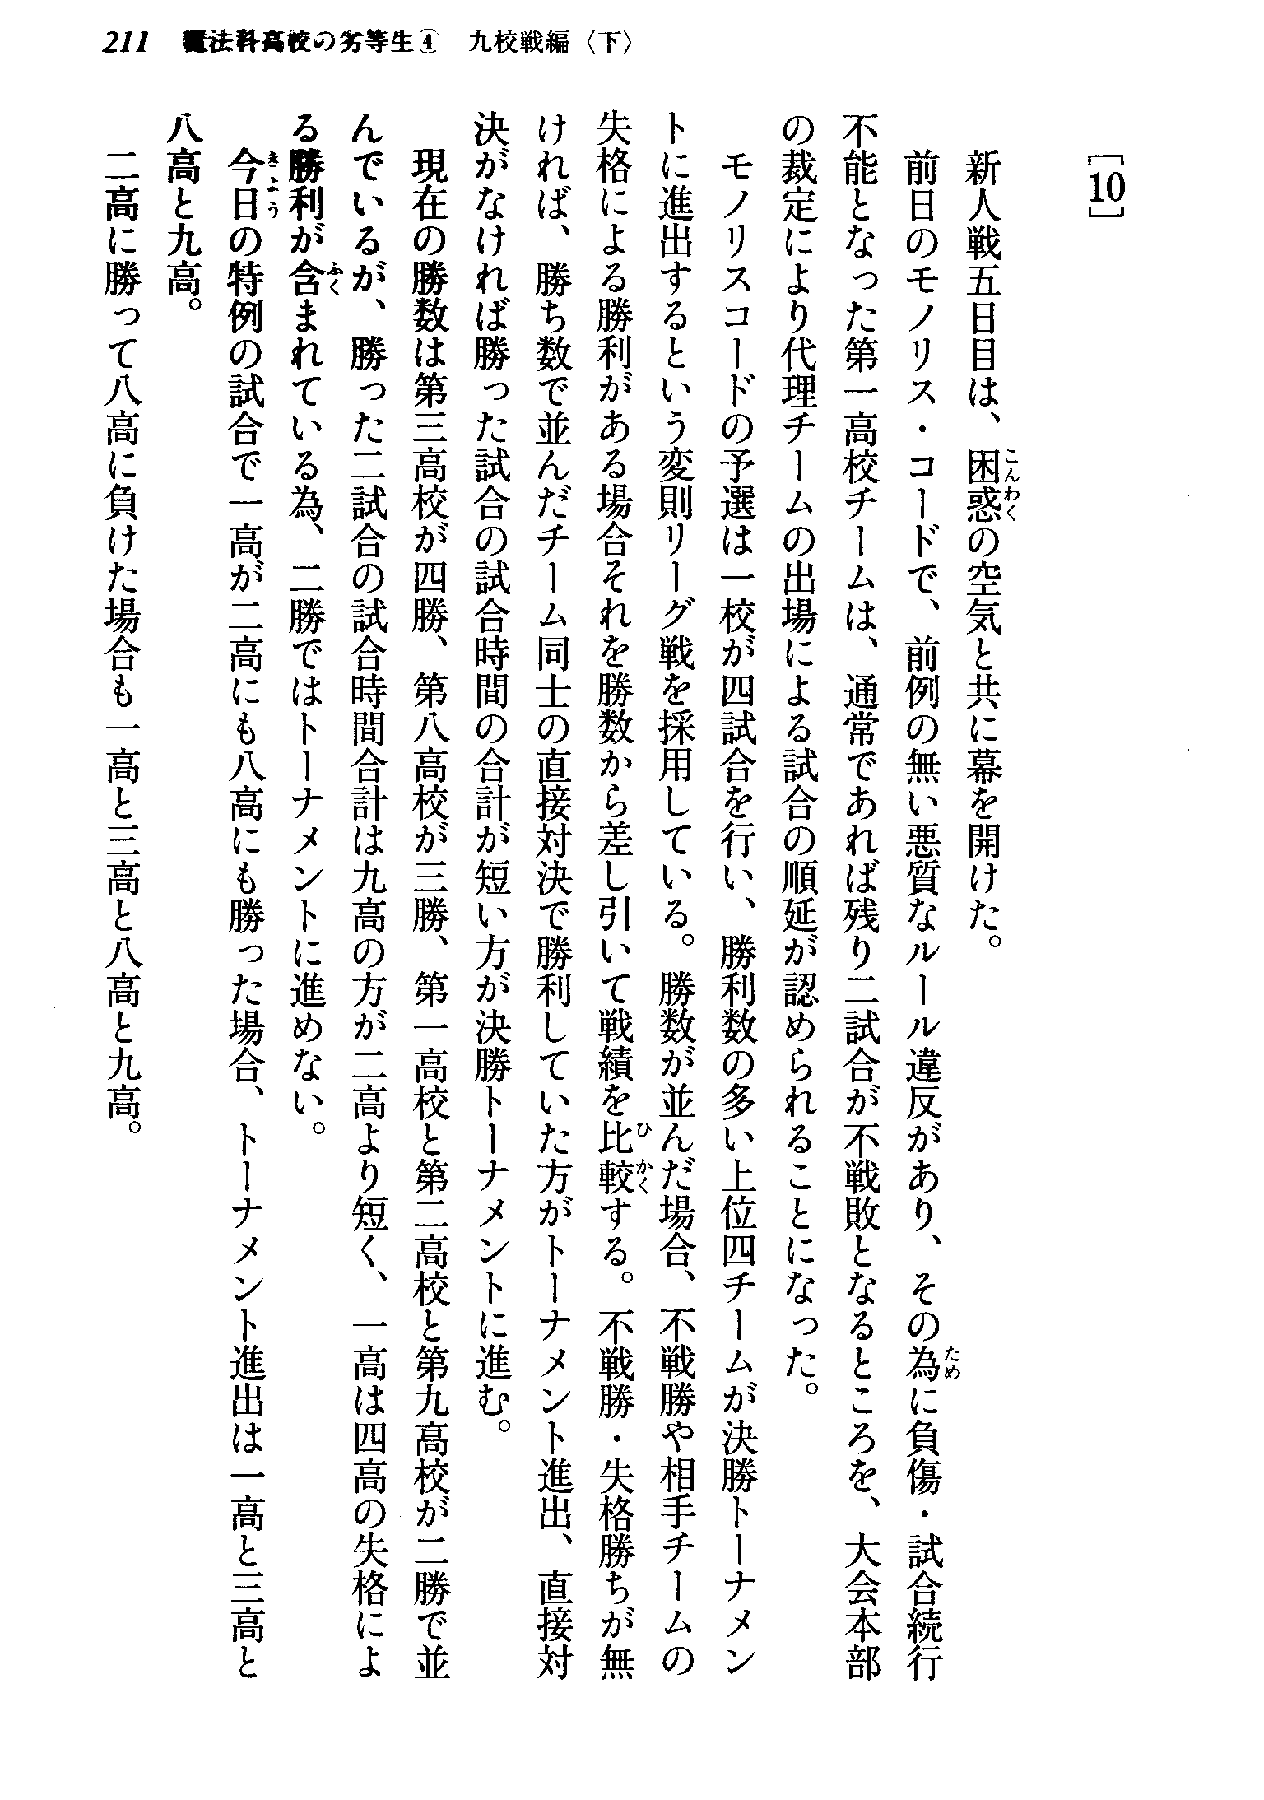 211 魔法科高校の劣等生④ 九校戦編〈下〉
［10］
新人戦五日目は、困惑の空気と共に幕を開けた。
こんわく
前日のモノリス・コードで、前例の無い悪質なルール違反があり、その為に負傷・試合続行
ため
不能となった第一高校チームは、通常であれば残り二試合が不戦敗となるところを、大会本部
の裁定により代理チームの出場による試合の順延が認められることになった。
モノリスコードの予選は一校が四試合を行い、勝利数の多い上位四チームが決勝トーナメン
トに進出するという変則リーグ戦を採用している。勝数が並んだ場合、不戦勝や相手チームの
失格による勝利がある場合それを勝数から差し引いて戦績を比較する。不戦勝・失格勝ちが無
ひかく
ければ、勝ち数で並んだチーム同士の直接対決で勝利していた方がトーナメント進出、直接対
決がなければ勝った試合の試合時間の合計が短い方が決勝トーナメントに進む。
現在の勝数は第三高校が四勝、第八高校が三勝、第一高校と第二高校と第九高校が二勝で並
んでいるが、勝った二試合の試合時間合計は九高の方が二高より短く、一高は四高の失格によ
る勝利が含まれている為、二勝ではトーナメントに進めない。
ふく
今日の特例の試合で一高が二高にも八高にも勝った場合、トーナメント進出は一高と三高と
きょう
八高と九高。
二高に勝って八高に負けた場合も一高と三高と八高と九高。